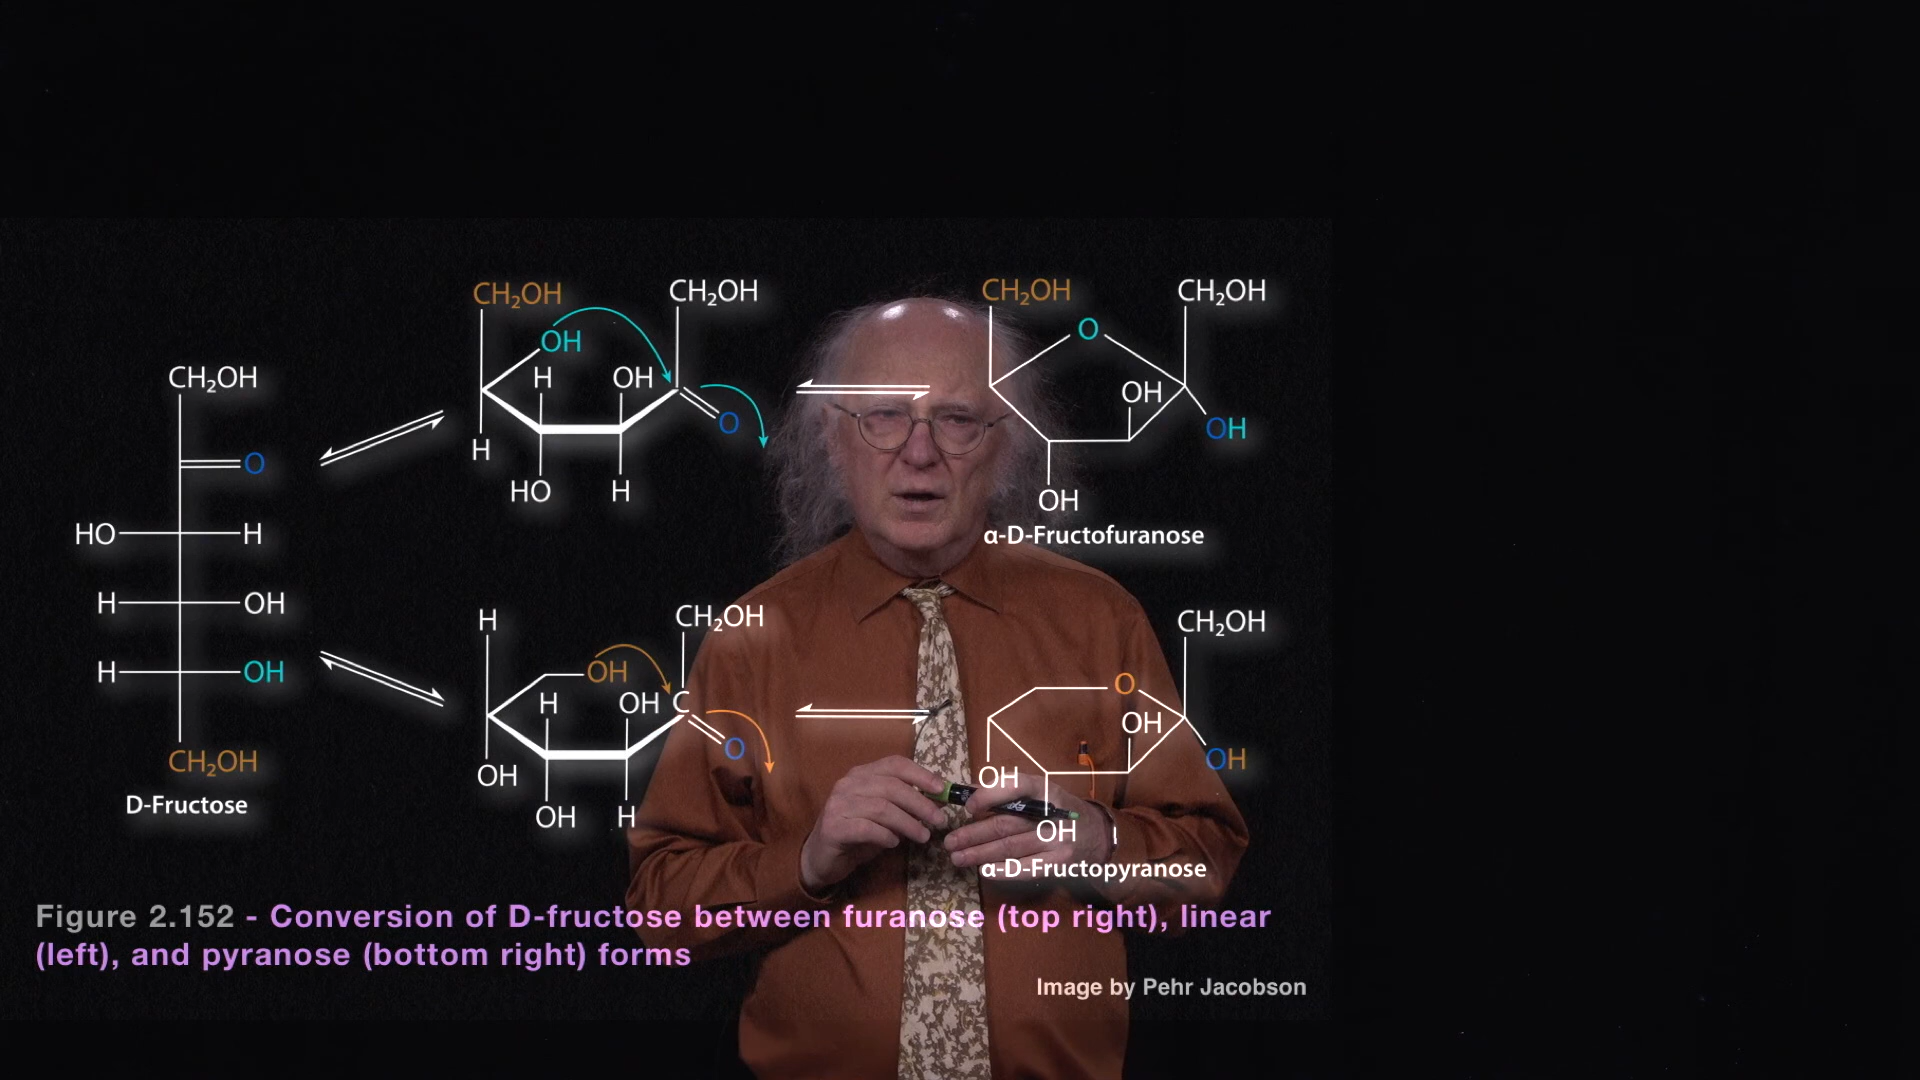 CH₂OH
O
HO H
H OH
H OH
CH₂OH
D-Fructose
CH₂OH CH₂OH
OH
H OH
O
H
HO H
CH₂OH CH₂OH
O
OH
OH
OH
α-D-Fructofuranose
H CH₂OH
OH
H OH C
O
OH
OH H
CH₂OH
O
OH
OH OH
OH
α-D-Fructopyranose
Figure 2.152 - Conversion of D-fructose between furanose (top right), linear
(left), and pyranose (bottom right) forms
Image by Pehr Jacobson